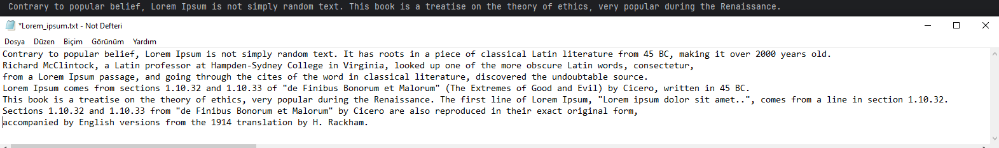 Contrary to popular belief, Lorem Ipsum is not simply random text. This book is a treatise on the theory of ethics, very popular during the Renaissance.
*Lorem_ipsum.txt - Not Defteri
Dosya Düzen Biçim Görünüm Yardım
Contrary to popular belief, Lorem Ipsum is not simply random text. It has roots in a piece of classical Latin literature from 45 BC, making it over 2000 years old.
Richard McClintock, a Latin professor at Hampden-Sydney College in Virginia, looked up one of the more obscure Latin words, consectetur,
from a Lorem Ipsum passage, and going through the cites of the word in classical literature, discovered the undoubtable source.
Lorem Ipsum comes from sections 1.10.32 and 1.10.33 of "de Finibus Bonorum et Malorum" (The Extremes of Good and Evil) by Cicero, written in 45 BC.
This book is a treatise on the theory of ethics, very popular during the Renaissance. The first line of Lorem Ipsum, "Lorem ipsum dolor sit amet..", comes from a line in section 1.10.32.
Sections 1.10.32 and 1.10.33 from "de Finibus Bonorum et Malorum" by Cicero are also reproduced in their exact original form,
accompanied by English versions from the 1914 translation by H. Rackham.